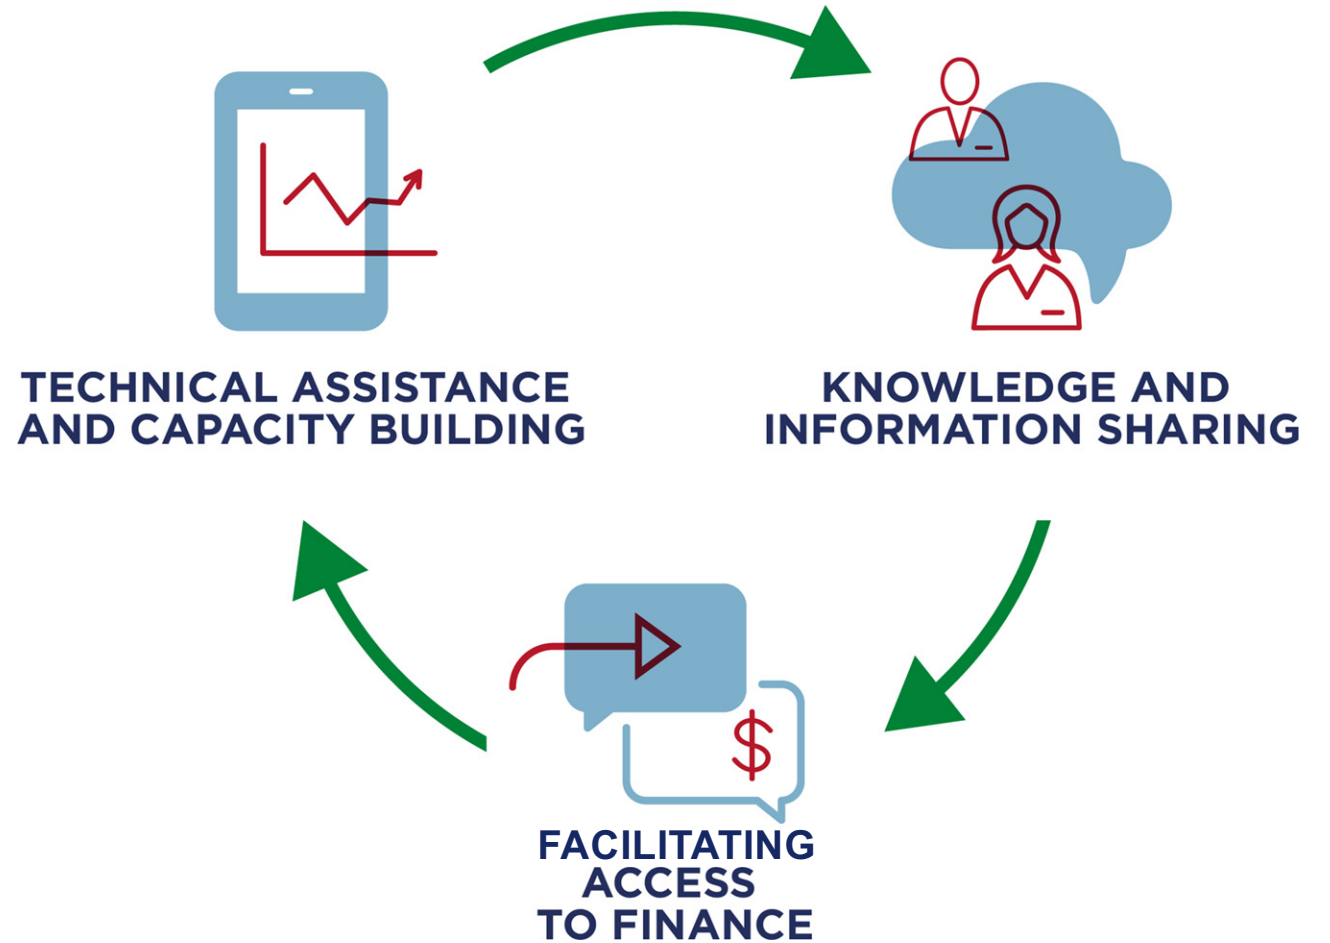 TECHNICAL ASSISTANCE
AND CAPACITY BUILDING
KNOWLEDGE AND
INFORMATION SHARING
$
FACILITATING
ACCESS
TO FINANCE